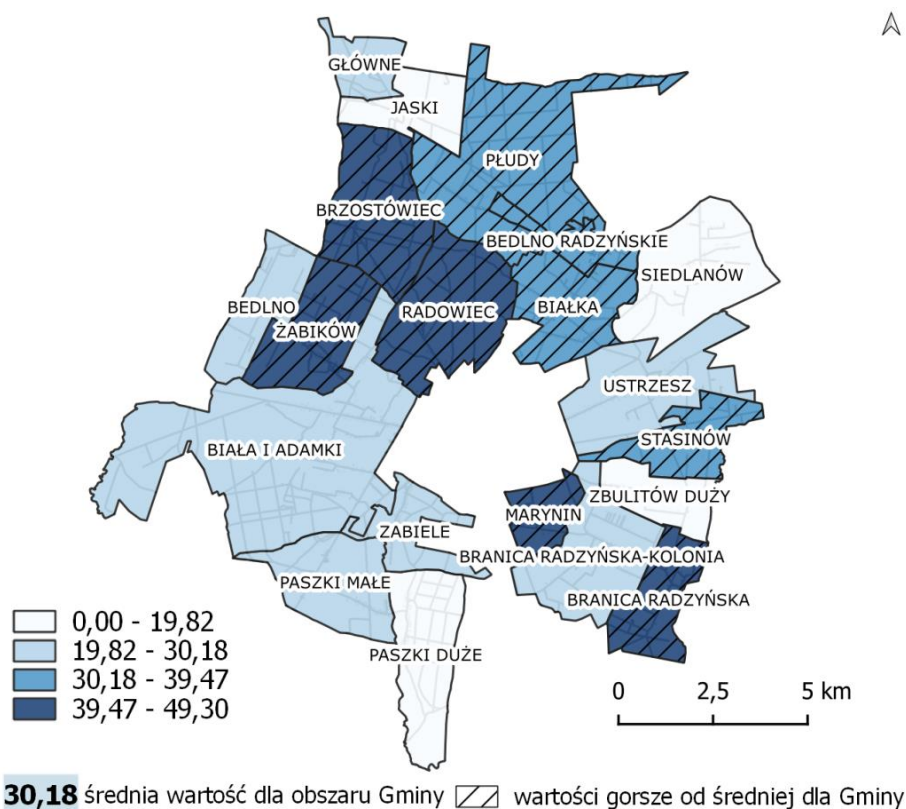 GŁÓWNE
JASKI
PŁUDY
BRZOSTÓWIEC
BEDLNO RADZYŃSKIE
SIEDLANÓW
BEDLNO
RADOWIEC
BIAŁKA
ŻABIKÓW
USTRZESZ
STASINÓW
BIAŁA I ADAMKI
ZBULITÓW DUŻY
MARYNIN
ZABIELE
BRANICA RADZYŃSKA-KOLONIA
PASZKI MAŁE
BRANICA RADZYŃSKA
PASZKI DUŻE
0,00 - 19,82
19,82 - 30,18
30,18 - 39,47
39,47 - 49,30
0 2,5 5 km
30,18 średnia wartość dla obszaru Gminy wartości gorsze od średniej dla Gminy